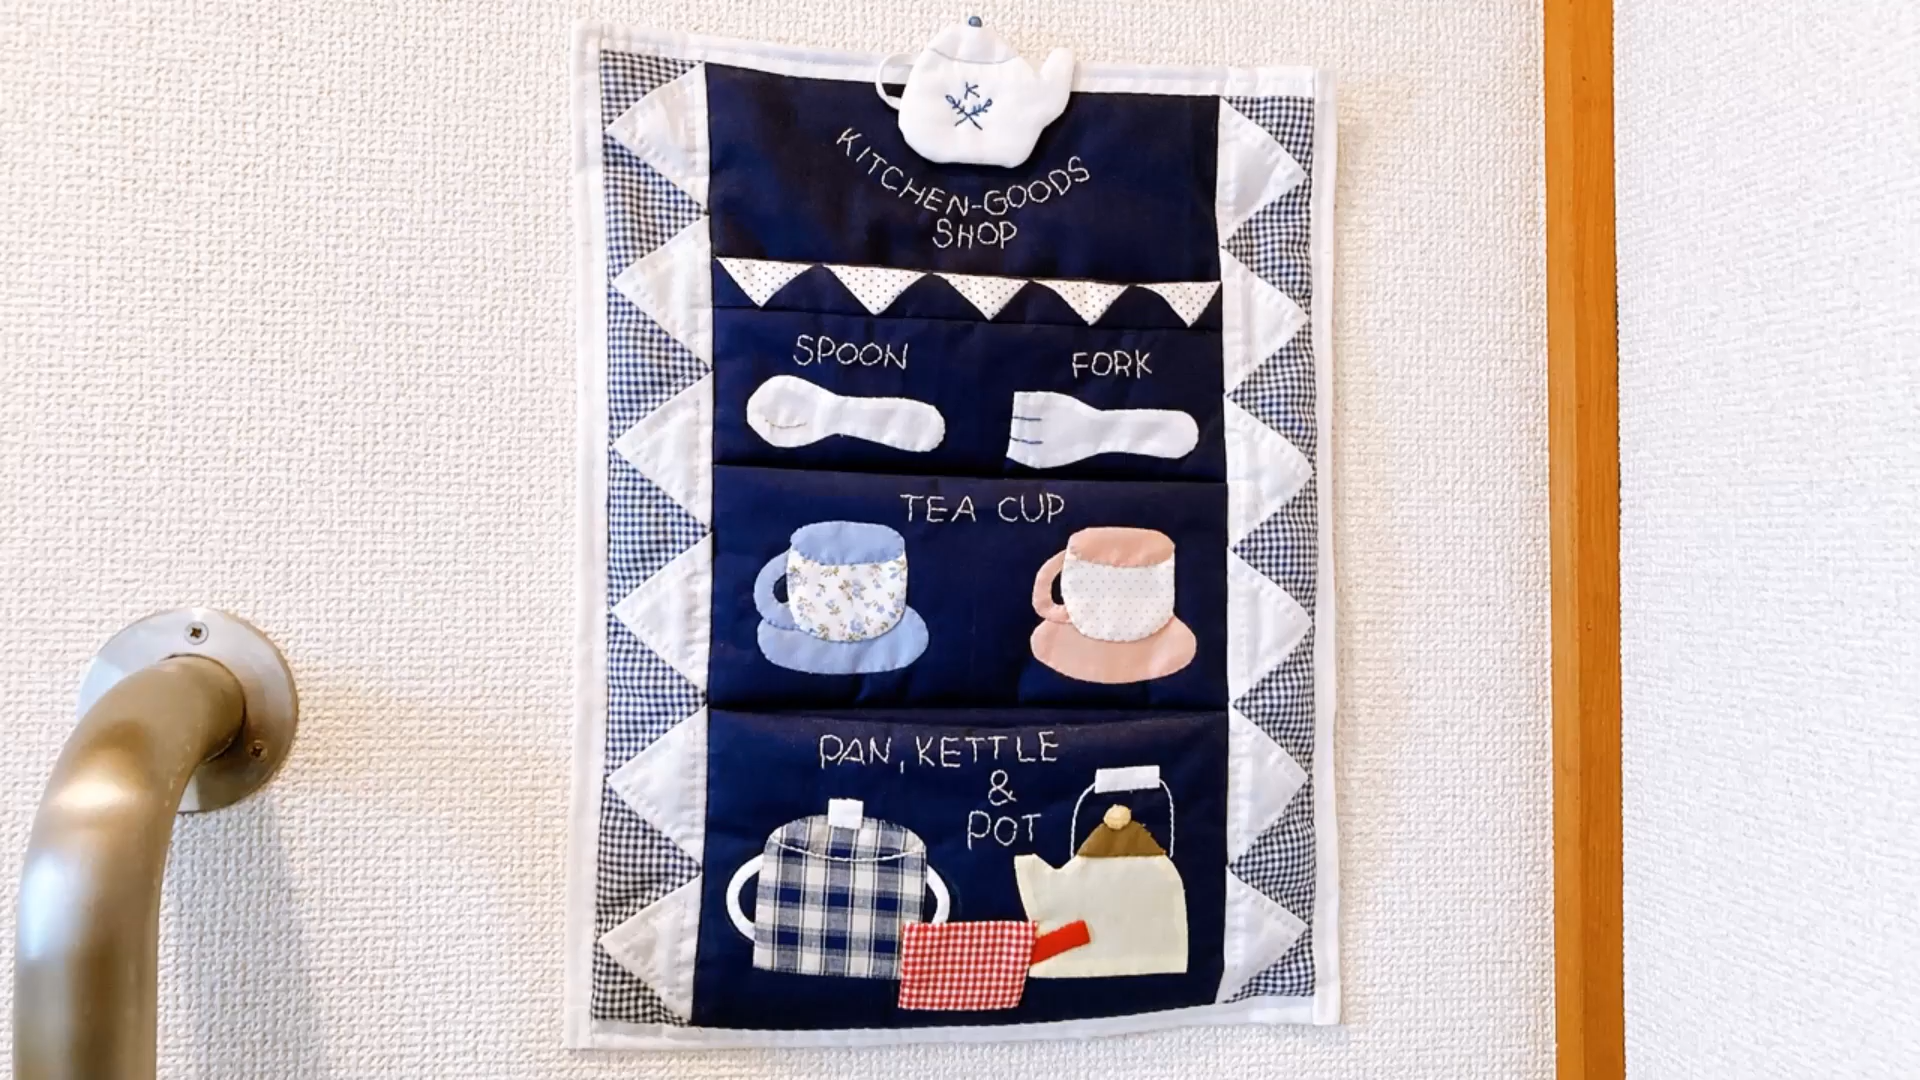 K
KITCHEN-GOODS
SHOP
SPOON
FORK
TEA CUP
PAN, KETTLE
&
POT